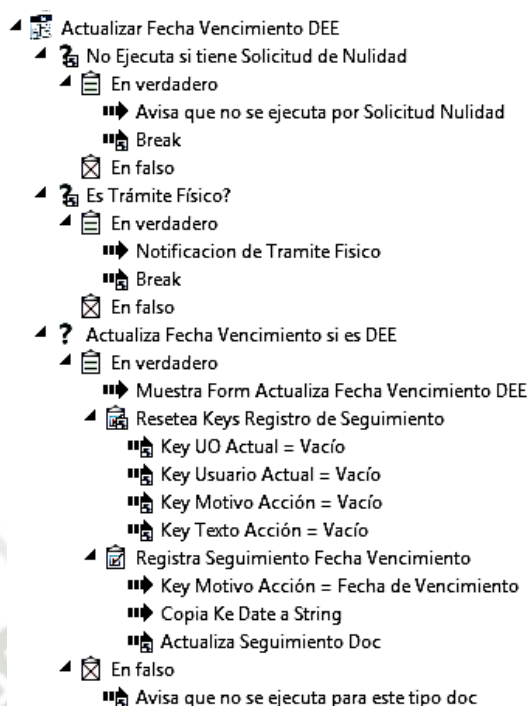 Actualizar Fecha Vencimiento DEE
No Ejecuta si tiene Solicitud de Nulidad
En verdadero
Avisa que no se ejecuta por Solicitud Nulidad
Break
En falso
Es Trámite Físico?
En verdadero
Notificacion de Tramite Fisico
Break
En falso
Actualiza Fecha Vencimiento si es DEE
En verdadero
Muestra Form Actualiza Fecha Vencimiento DEE
Resetea Keys Registro de Seguimiento
Key UO Actual = Vacío
Key Usuario Actual = Vacío
Key Motivo Acción = Vacío
Key Texto Acción = Vacío
Registra Seguimiento Fecha Vencimiento
Key Motivo Acción = Fecha de Vencimiento
Copia Ke Date a String
Actualiza Seguimiento Doc
En falso
Avisa que no se ejecuta para este tipo doc